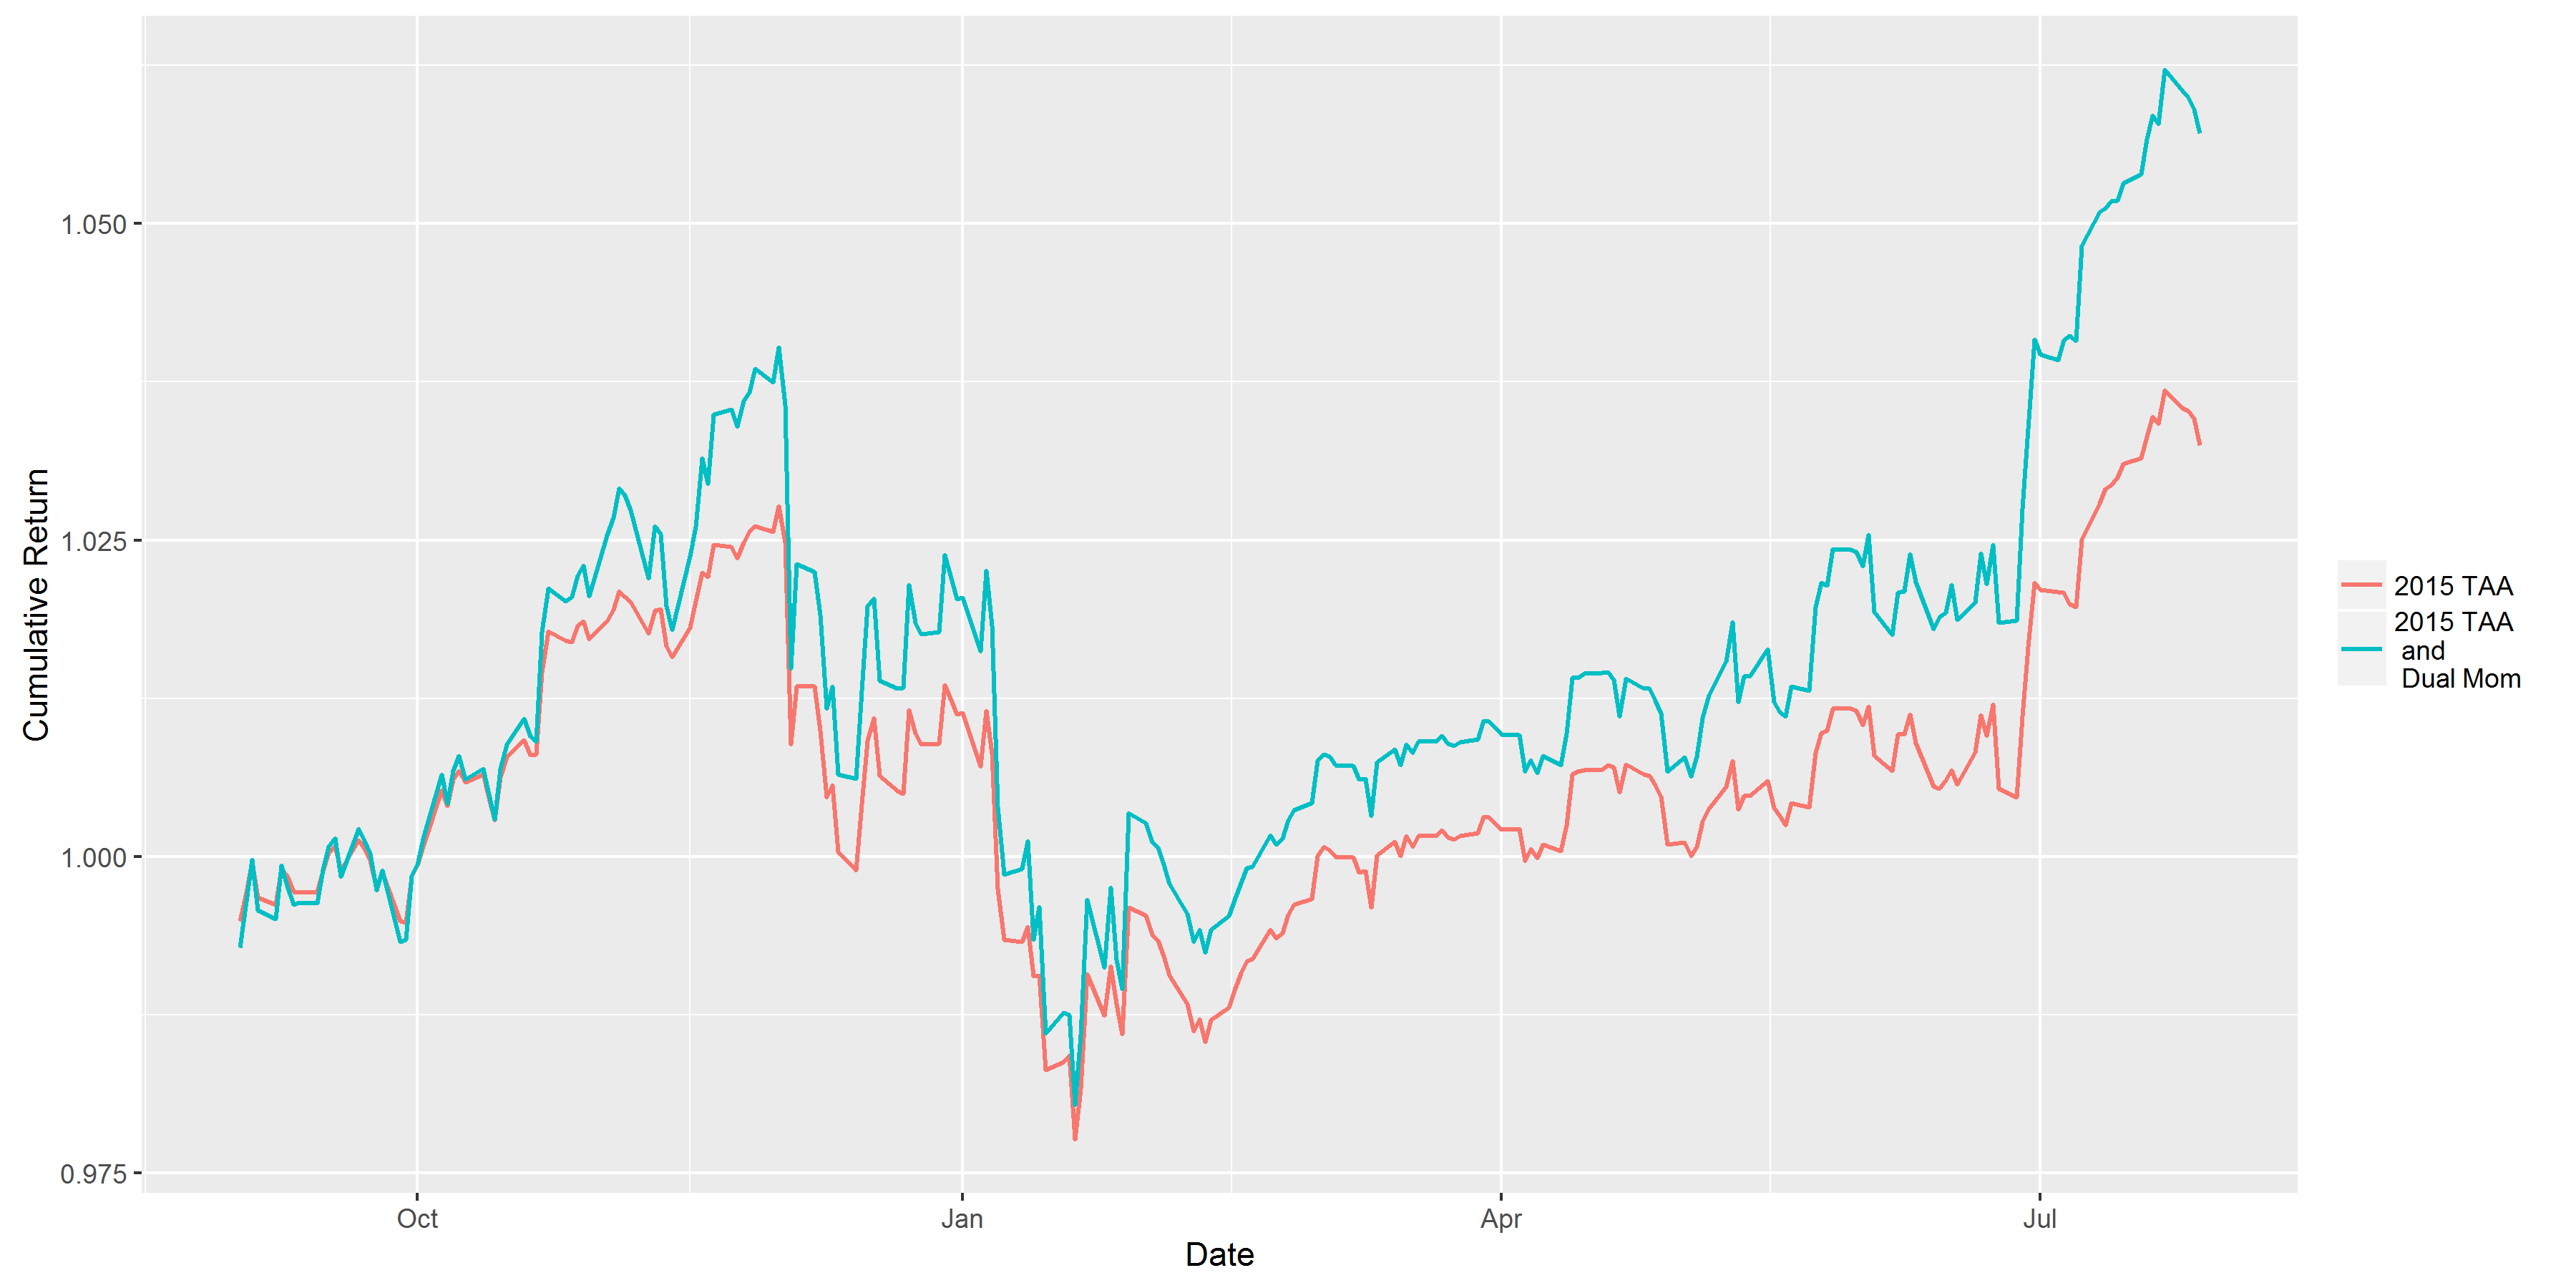 Cumulative Return
1.050
1.025
1.000
0.975
Oct
Jan
Apr
Jul
Date
2015 TAA
2015 TAA
and
Dual Mom